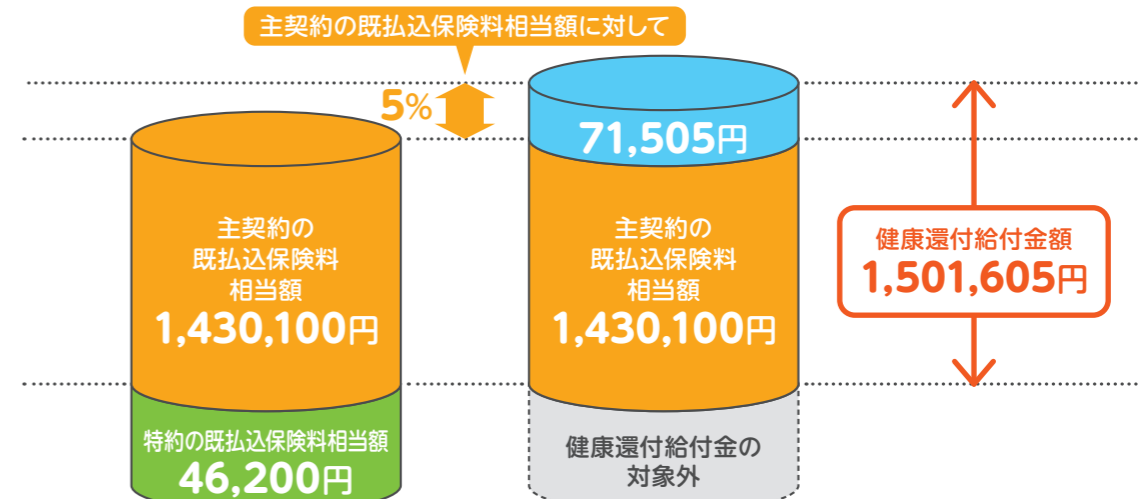 主契約の既払込保険料相当額に対して
5%
71,505円
主契約の
既払込保険料
相当額
1,430,100円
主契約の
既払込保険料
相当額
1,430,100円
健康還付給付金額
1,501,605円
特約の既払込保険料相当額
46,200円
健康還付給付金の
対象外